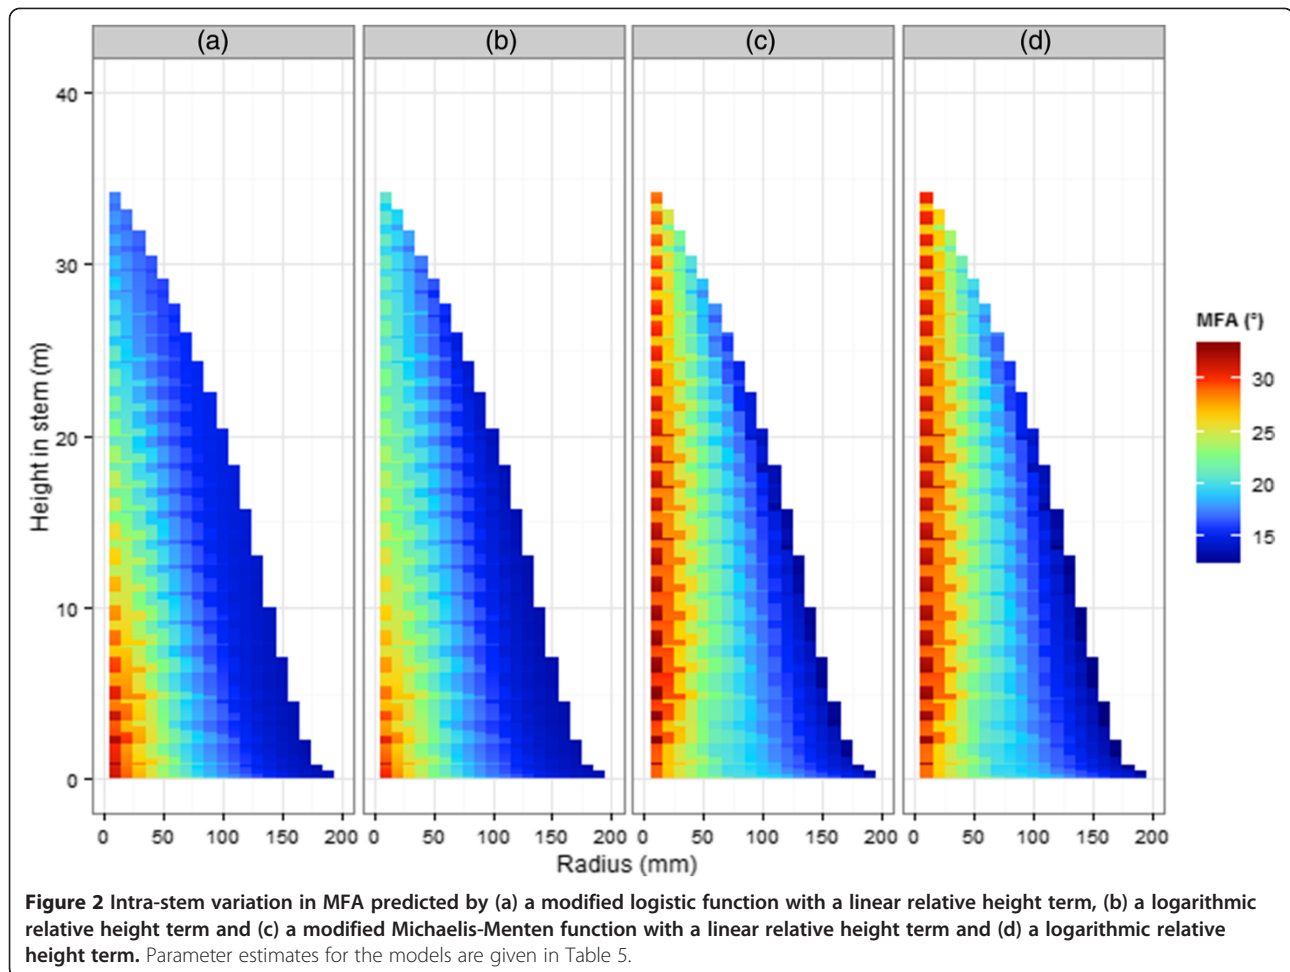 (a) (b) (c) (d)
40
30
20
10
0
Height in stem (m)
0 50 100 150 200 0 50 100 150 200 0 50 100 150 200 0 50 100 150 200
Radius (mm)
MFA (°)
30
25
20
15
Figure 2 Intra-stem variation in MFA predicted by (a) a modified logistic function with a linear relative height term, (b) a logarithmic
relative height term and (c) a modified Michaelis-Menten function with a linear relative height term and (d) a logarithmic relative
height term. Parameter estimates for the models are given in Table 5.